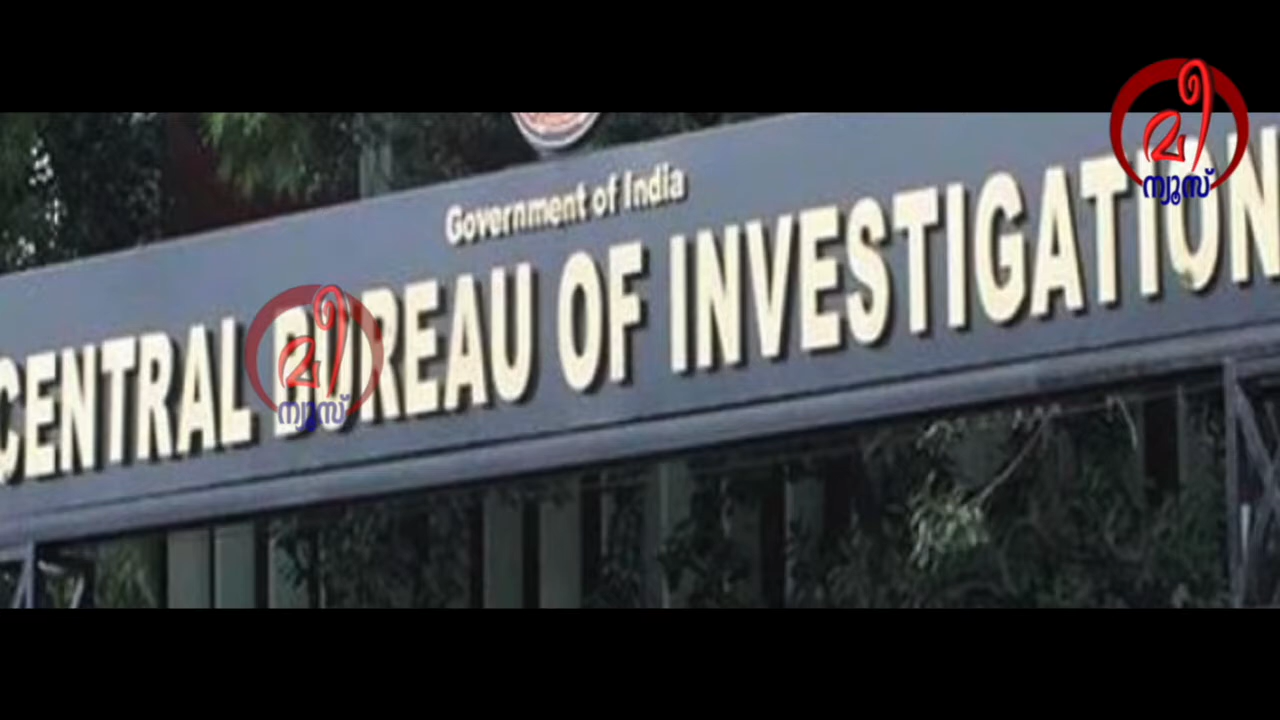 മീ
ന്യൂസ്
Government of India
CENTRAL BUREAU OF INVESTIGATION
മീ
ന്യൂസ്